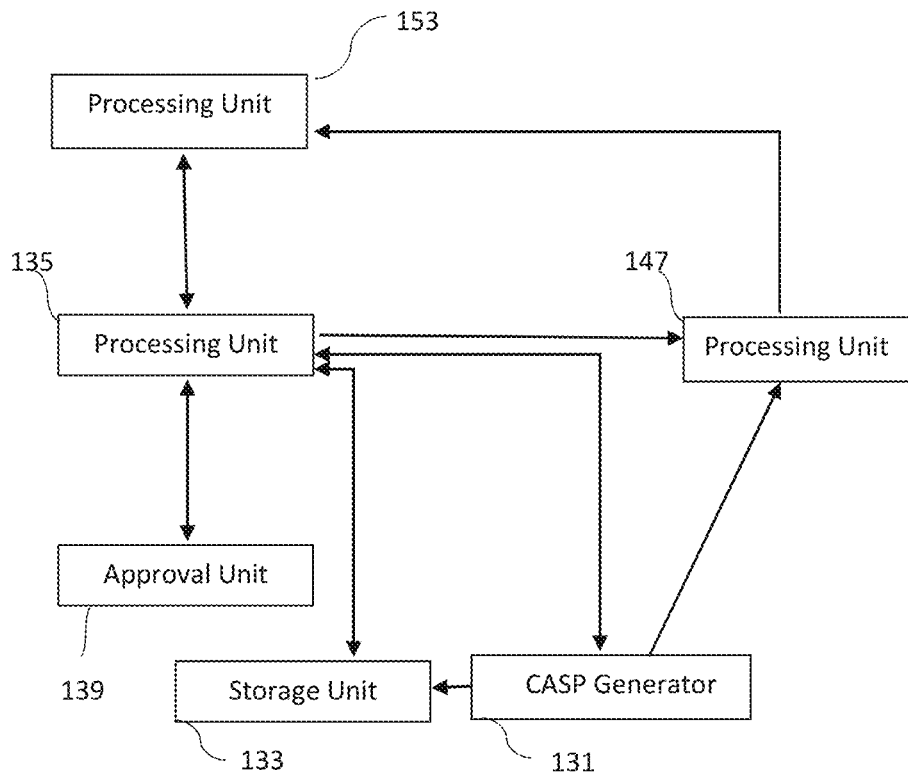 153
Processing Unit
135
147
Processing Unit
Processing Unit
Approval Unit
139
Storage Unit
CASP Generator
133
131